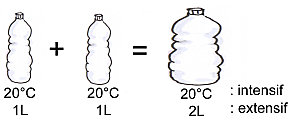 + =
20°C 20°C 20°C : intensif
1L 1L 2L : extensif